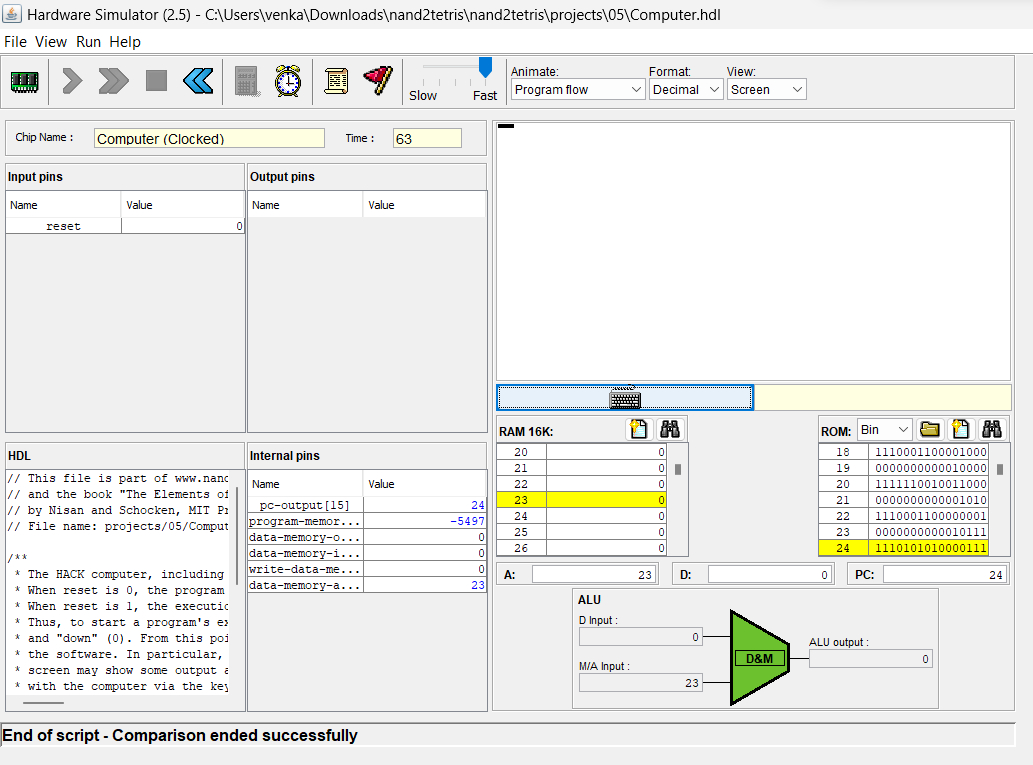 Hardware Simulator (2.5) - C:\Users\venka\Downloads\nand2tetris\nand2tetris\projects\05\Computer.hdl
File View Run Help
Slow Fast
Animate: Format: View:
Program flow Decimal Screen
Chip Name : Computer (Clocked) Time : 63
Input pins
Name Value
reset 0
Output pins
Name Value
HDL
// This file is part of www.nand
// and the book "The Elements of
// by Nisan and Schocken, MIT Pr
// File name: projects/05/Comput
/**
* The HACK computer, including
* When reset is 0, the program
* When reset is 1, the executio
* Thus, to start a program's ex
* and "down" (0). From this poi
* the software. In particular,
* screen may show some output a
* with the computer via the key
Internal pins
Name Value
pc-output[15] 24
program-memor... -5497
data-memory-o... 0
data-memory-i... 0
write-data-me... 0
data-memory-a... 23
RAM 16K:
20 0
21 0
22 0
23 0
24 0
25 0
26 0
ROM: Bin
18 1110001100001000
19 0000000000010000
20 1111110010011000
21 0000000000001010
22 1110001100000001
23 0000000000010111
24 1110101010000111
A: 23
D: 0
PC: 24
ALU
D Input :
0
M/A Input :
23
D&M
ALU output :
0
End of script - Comparison ended successfully